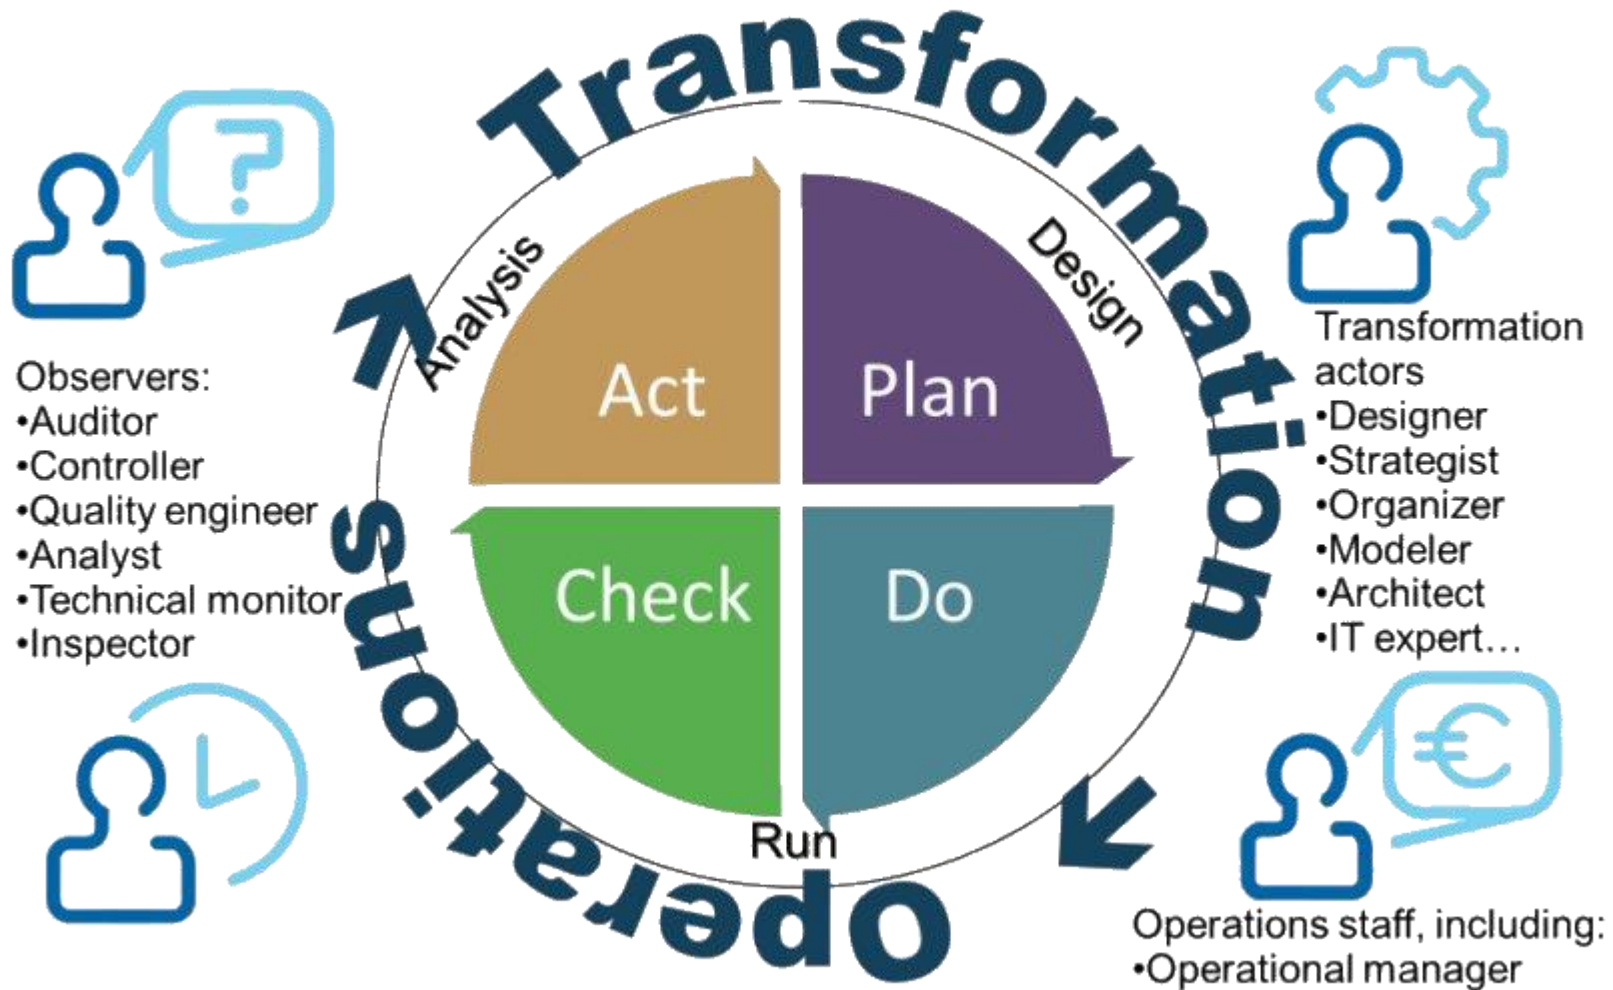 Transformation
?
Analysis
Design
Act
Plan
Check
Do
Run
Operations
Observers:
•Auditor
•Controller
•Quality engineer
•Analyst
•Technical monitor
•Inspector
Transformation
actors
•Designer
•Strategist
•Organizer
•Modeler
•Architect
•IT expert…
€
Operations staff, including:
•Operational manager